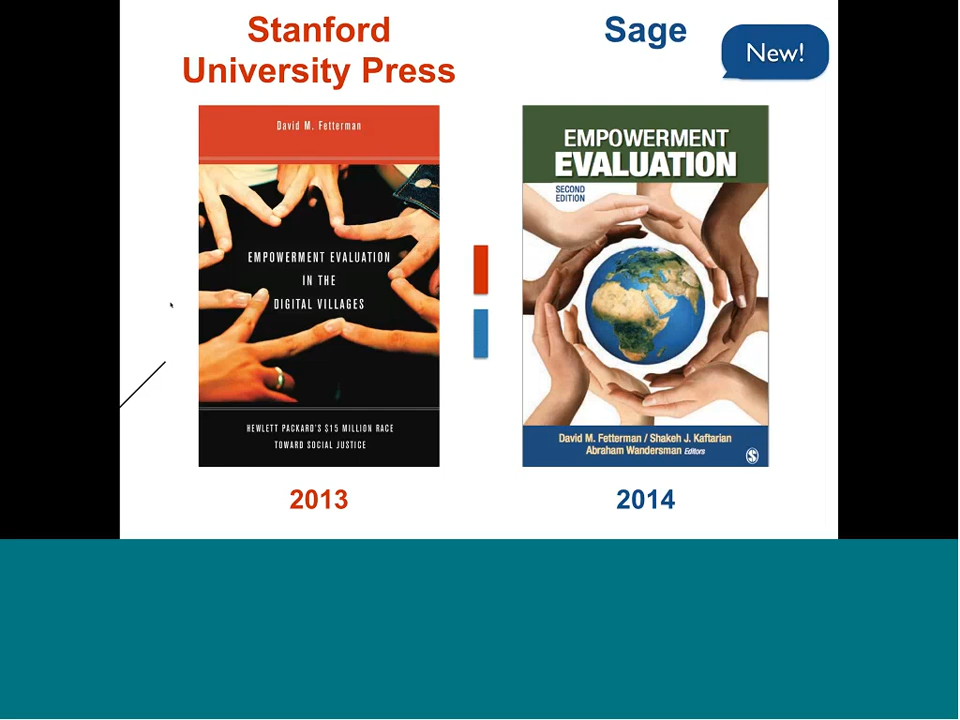 Stanford
University Press
Sage
New!
David M. Fetterman
EMPOWERMENT EVALUATION
IN THE
DIGITAL VILLAGES
HEWLETT PACKARD'S $15 MILLION RACE
TOWARD SOCIAL JUSTICE
2013
EMPOWERMENT
EVALUATION
SECOND
EDITION
David M. Fetterman / Shakeh J. Kaftarian
Abraham Wandersman Editors
S
2014